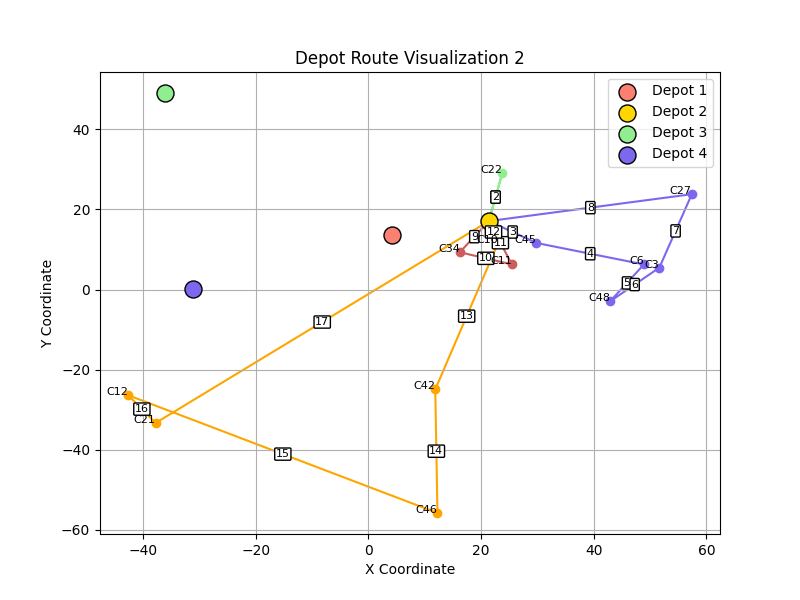 Depot Route Visualization 2
Depot 1
Depot 2
Depot 3
Depot 4
Y Coordinate
40
20
0
−20
−40
−60
−40
−20
0
20
40
60
X Coordinate
C22
2
C27
8
7
12
3
9
C45
11
C34
10
C11
4
C6
C3
5
6
C48
13
17
C42
C12
16
C21
14
15
C46